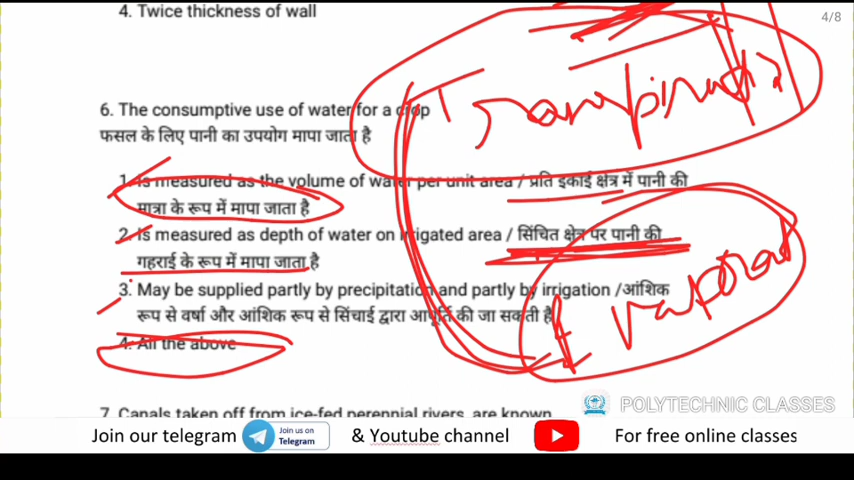 4. Twice thickness of wall
4/8
Transpiration
6. The consumptive use of water for a crop
फसल के लिए पानी का उपयोग मापा जाता है
1. Is measured as the volume of water per unit area / प्रति इकाई क्षेत्र में पानी की
मात्रा के रूप में मापा जाता है
2. Is measured as depth of water on irrigated area / सिंचित क्षेत्र पर पानी की
गहराई के रूप में मापा जाता है
3. May be supplied partly by precipitation and partly by irrigation /आंशिक
रूप से वर्षा और आंशिक रूप से सिंचाई द्वारा आपूर्ति की जा सकती है
4. All the above
7. Canals taken off from ice-fed perennial rivers, are known
POLYTECHNIC CLASSES
Join our telegram Join us on Telegram & Youtube channel For free online classes